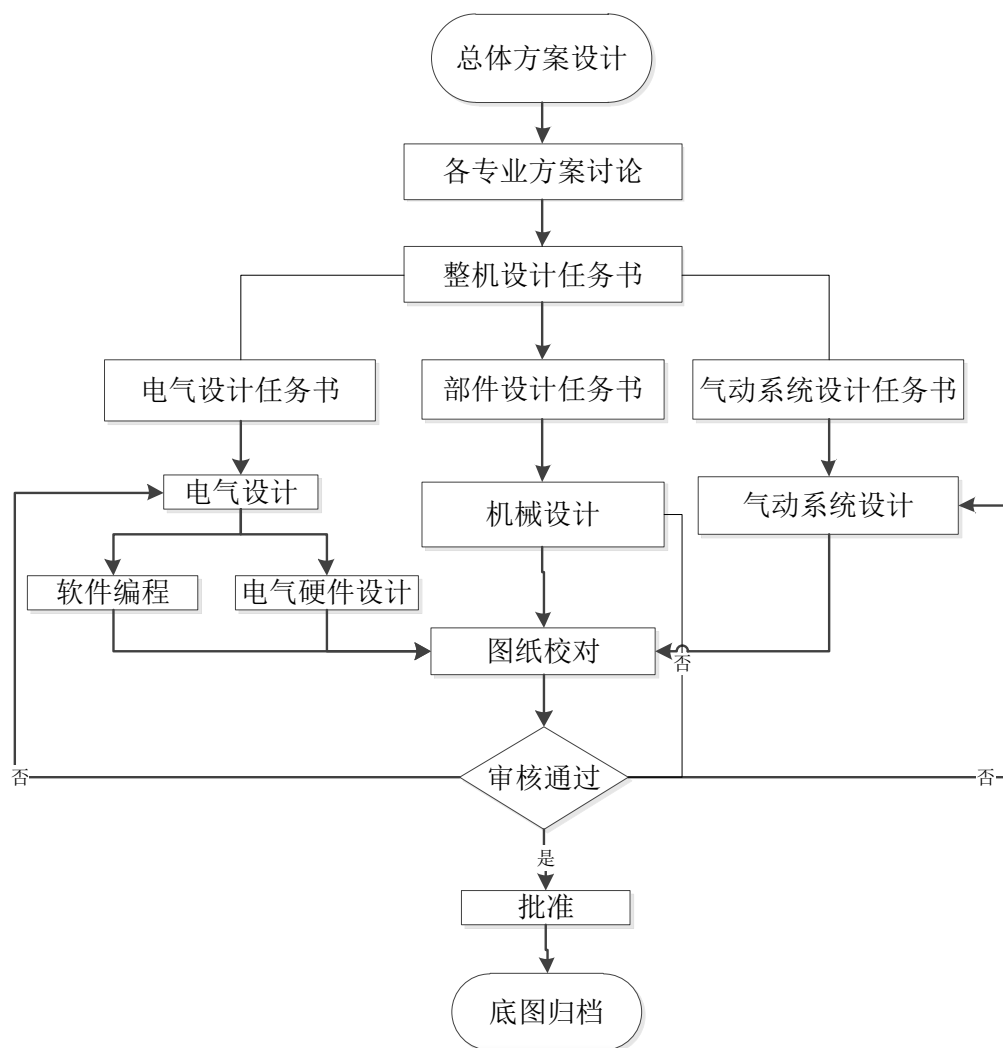 总体方案设计
各专业方案讨论
整机设计任务书
电气设计任务书
部件设计任务书
气动系统设计任务书
电气设计
机械设计
气动系统设计
软件编程
电气硬件设计
图纸校对
否
否
审核通过
否
是
批准
底图归档